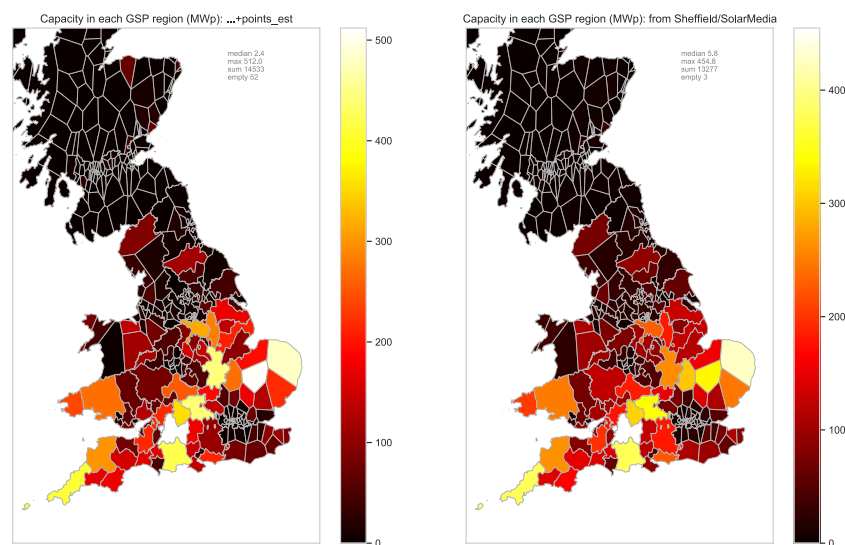 Capacity in each GSP region (MWp): ...+points_est
median 2.4
max 512.0
sum 14533
empty 52
500
400
300
200
100
0
Capacity in each GSP region (MWp): from Sheffield/SolarMedia
median 5.8
max 454.8
sum 13277
empty 3
400
300
200
100
0